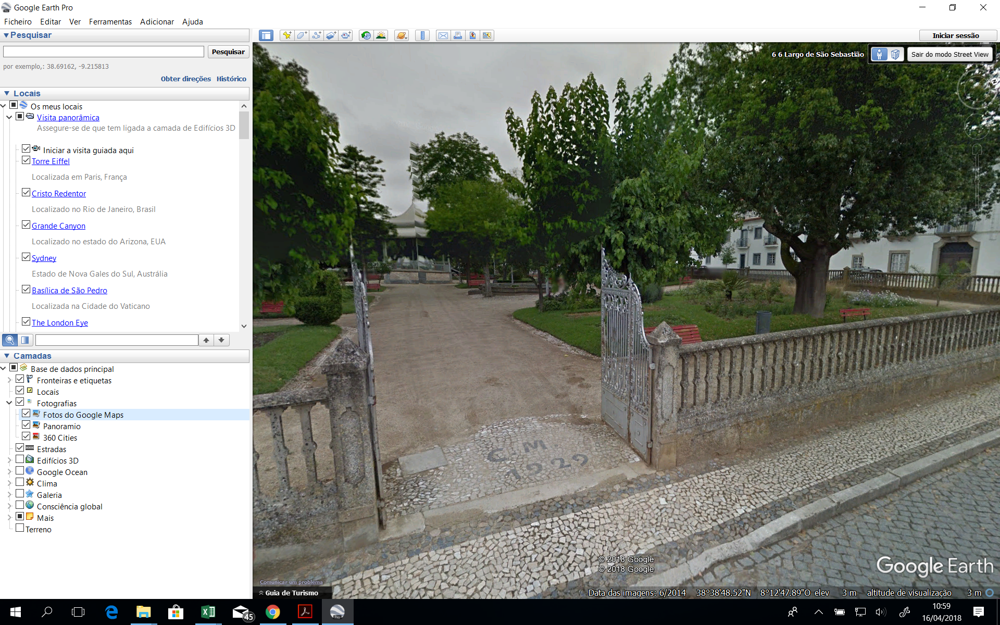 Google Earth Pro
Ficheiro Editar Ver Ferramentas Adicionar Ajuda
Pesquisar
Pesquisar
por exemplo,: 38.69162, -9.215813
Obter direções Histórico
Locais
Os meus locais
Visita panorâmica
Assegure-se de que tem ligada a camada de Edifícios 3D
Iniciar a visita guiada aqui
Torre Eiffel
Localizada em Paris, França
Cristo Redentor
Localizado no Rio de Janeiro, Brasil
Grande Canyon
Localizado no estado do Arizona, EUA
Sydney
Estado de Nova Gales do Sul, Austrália
Basílica de São Pedro
Localizada na Cidade do Vaticano
The London Eye
Camadas
Base de dados principal
Fronteiras e etiquetas
Locais
Fotografias
Fotos do Google Maps
Panoramio
360 Cities
Estradas
Edifícios 3D
Google Ocean
Clima
Galeria
Consciência global
Mais
Terreno
Iniciar sessão
6 6 Largo de São Sebastião
Sair do modo Street View
N
C. M.
1929
© 2018 Google
© 2018 Google
Google Earth
Comunicar um problema
Guia de Turismo
Data das imagens: 6/2014 38°38'48.52"N 8°12'47.89"O elev 3 m altitude de visualização 3 m
45
Pro
10:59
16/04/2018